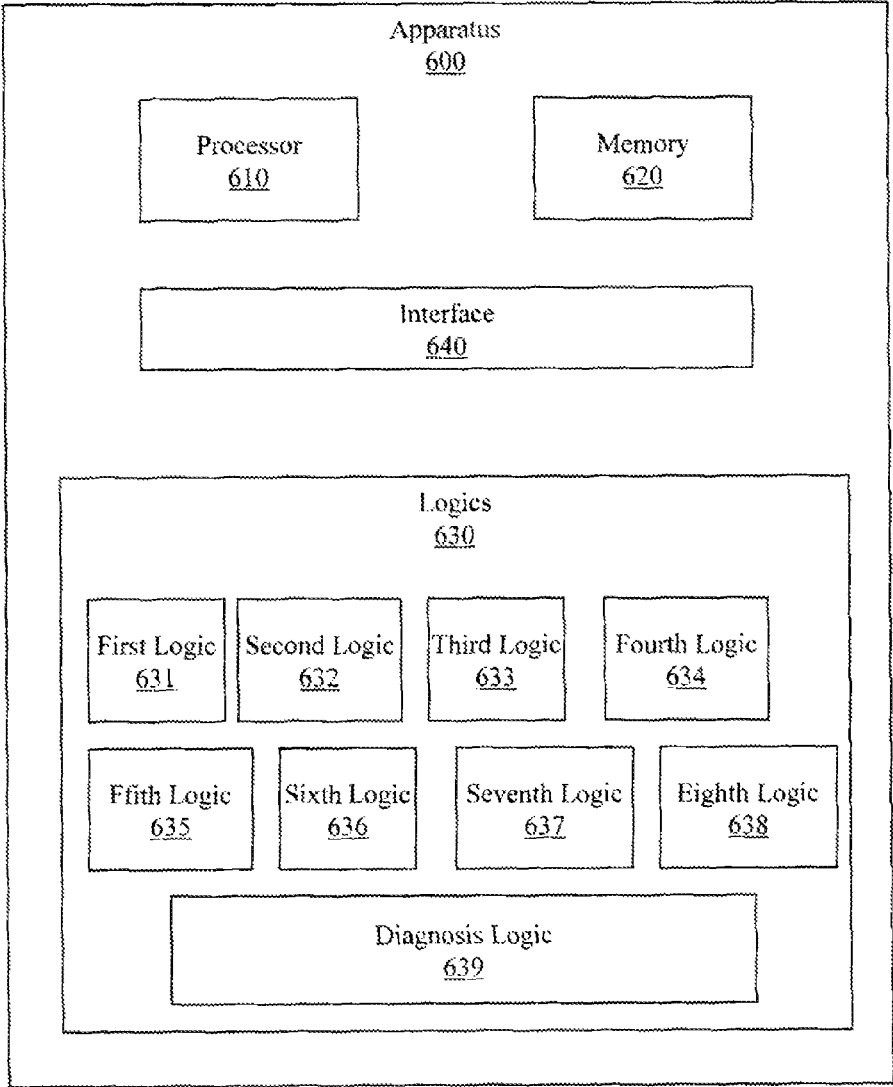 Apparatus
600
Processor
610
Memory
620
Interface
640
Logics
630
First Logic
631
Second Logic
632
Third Logic
633
Fourth Logic
634
Ffith Logic
635
Sixth Logic
636
Seventh Logic
637
Eighth Logic
638
Diagnosis Logic
639